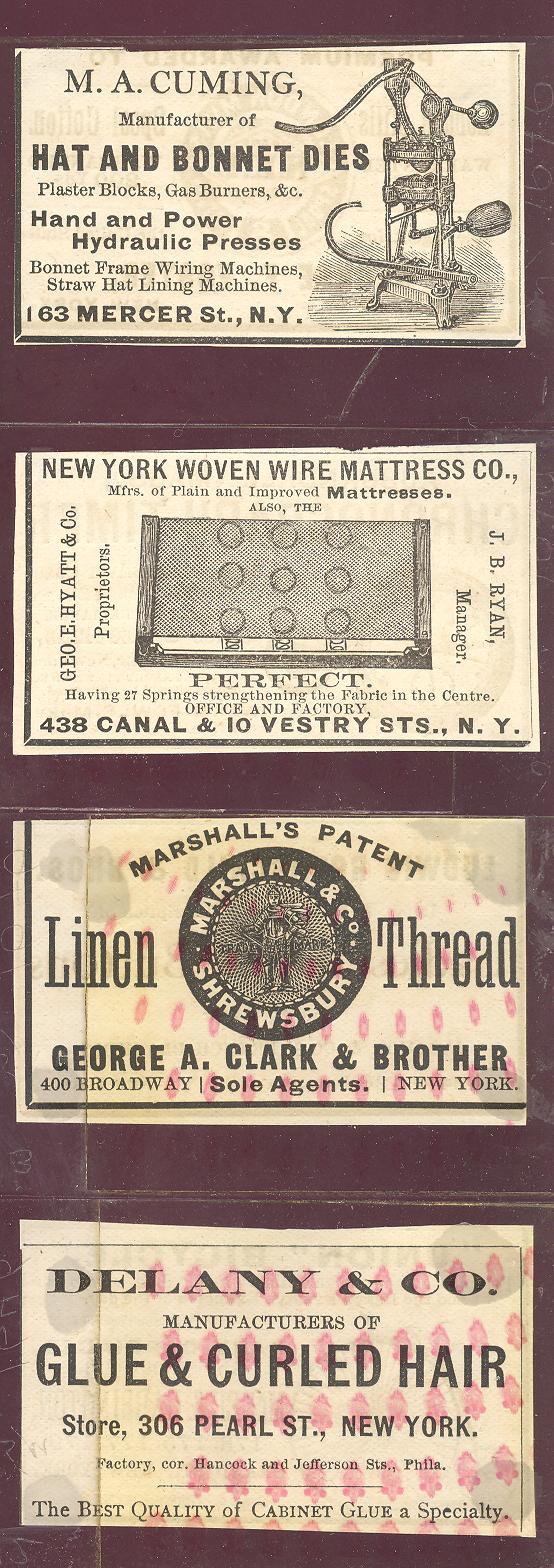 M. A. CUMING,
Manufacturer of
HAT AND BONNET DIES
Plaster Blocks, Gas Burners, &c.
Hand and Power
Hydraulic Presses
Bonnet Frame Wiring Machines,
Straw Hat Lining Machines.
163 MERCER St., N.Y.
NEW YORK WOVEN WIRE MATTRESS CO.,
Mfrs. of Plain and Improved Mattresses.
ALSO, THE
GEO. E. HYATT & Co.
Proprietors.
J. B. RYAN,
Manager.
PERFECT.
Having 27 Springs strengthening the Fabric in the Centre.
OFFICE AND FACTORY,
438 CANAL & 10 VESTRY STS., N. Y.
MARSHALL'S PATENT
Linen Thread
MARSHALL & Co.
TRADE MARK
SHREWSBURY
GEORGE A. CLARK & BROTHER
400 BROADWAY | Sole Agents. | NEW YORK.
DELANY & CO.
MANUFACTURERS OF
GLUE & CURLED HAIR
Store, 306 PEARL ST., NEW YORK.
Factory, cor. Hancock and Jefferson Sts., Phila.
The BEST QUALITY of CABINET GLUE a Specialty.